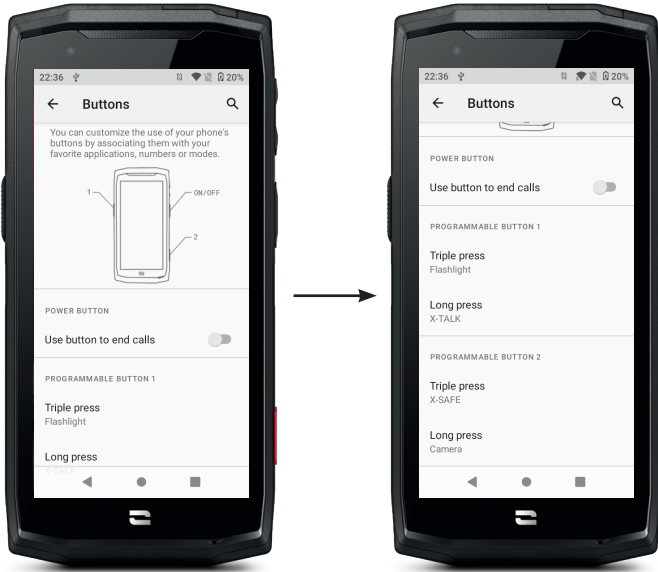 22:36 20%
Buttons
You can customize the use of your phone's
buttons by associating them with your
favorite applications, numbers or modes.
1
ON/OFF
2
POWER BUTTON
Use button to end calls
PROGRAMMABLE BUTTON 1
Triple press
Flashlight
Long press
X-TALK
22:36 20%
Buttons
POWER BUTTON
Use button to end calls
PROGRAMMABLE BUTTON 1
Triple press
Flashlight
Long press
X-TALK
PROGRAMMABLE BUTTON 2
Triple press
X-SAFE
Long press
Camera